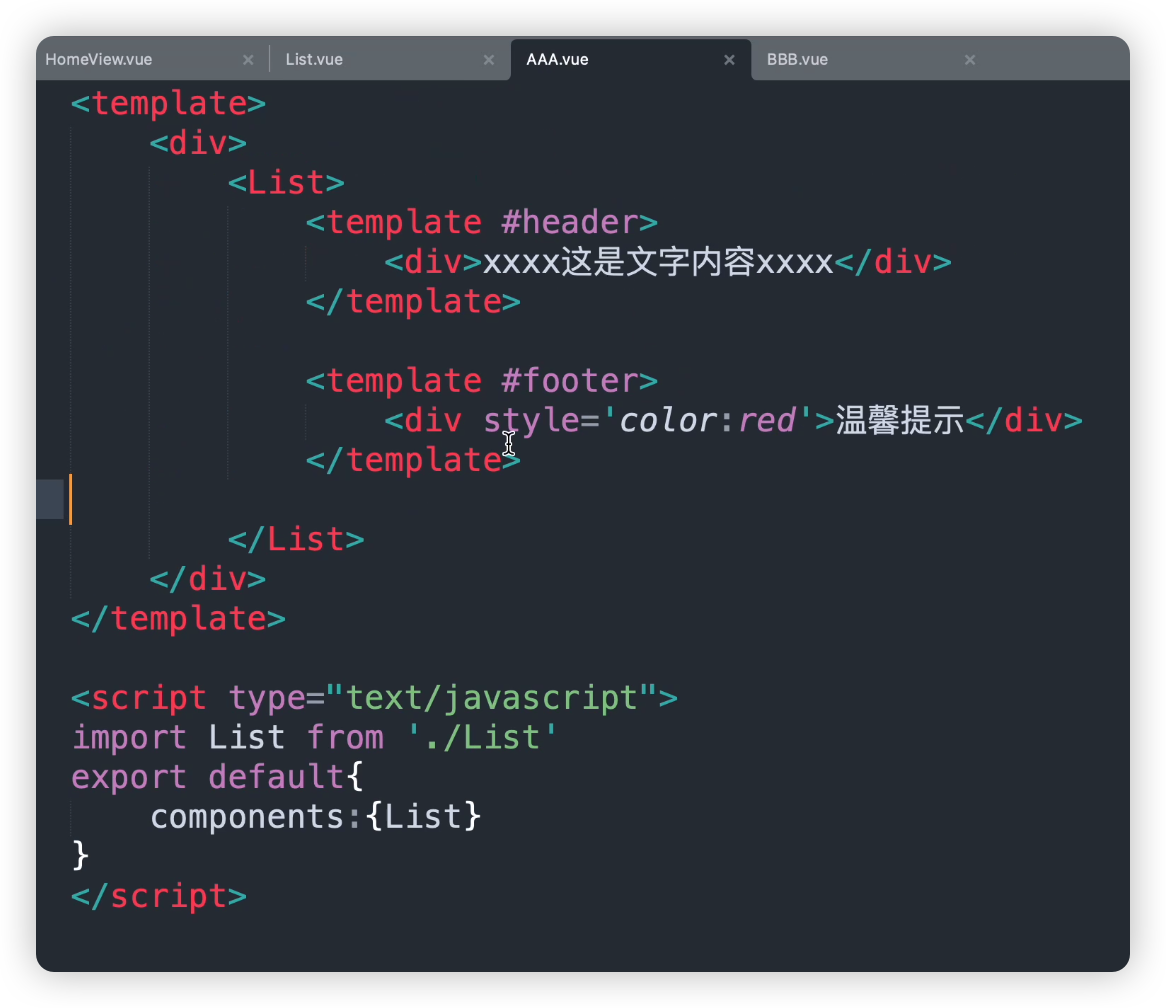 HomeView.vue × List.vue × AAA.vue × BBB.vue ×
<template>
<div>
<List>
<template #header>
<div>xxxx这是文字内容xxxx</div>
</template>
<template #footer>
<div style='color:red'>温馨提示</div>
</template>
</List>
</div>
</template>
<script type="text/javascript">
import List from './List'
export default{
components:{List}
}
</script>